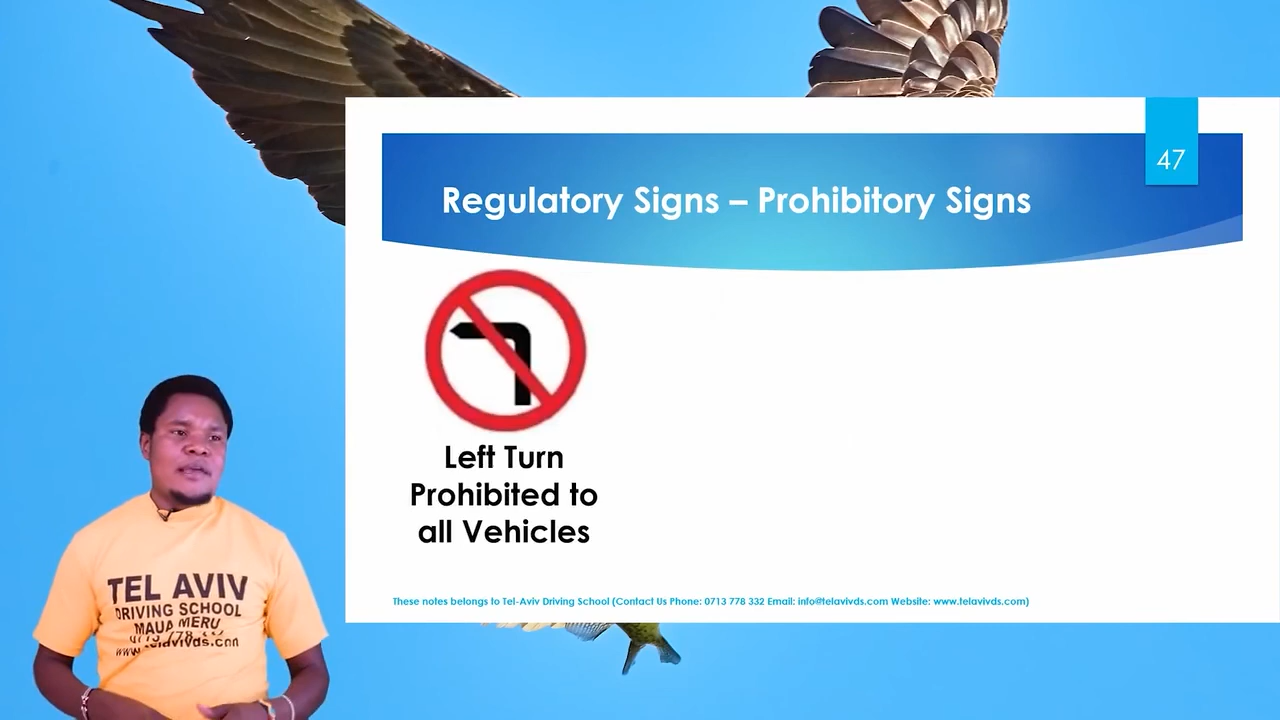 47
Regulatory Signs – Prohibitory Signs
Left Turn
Prohibited to
all Vehicles
These notes belongs to Tel-Aviv Driving School (Contact Us Phone: 0713 778 332 Email: info@telavivds.com Website: www.telavivds.com)
TEL AVIV
DRIVING SCHOOL
MAUA MERU
0713 778